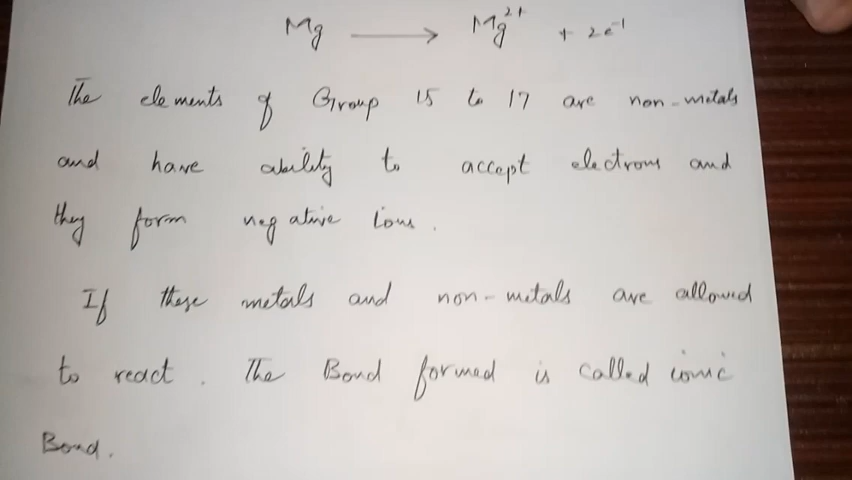 Mg ⟶ Mg²⁺ + 2e⁻¹
The elements of Group 15 to 17 are non-metals
and have ability to accept electrons and
they form negative ions.
If these metals and non-metals are allowed
to react. The Bond formed is called ionic
Bond.